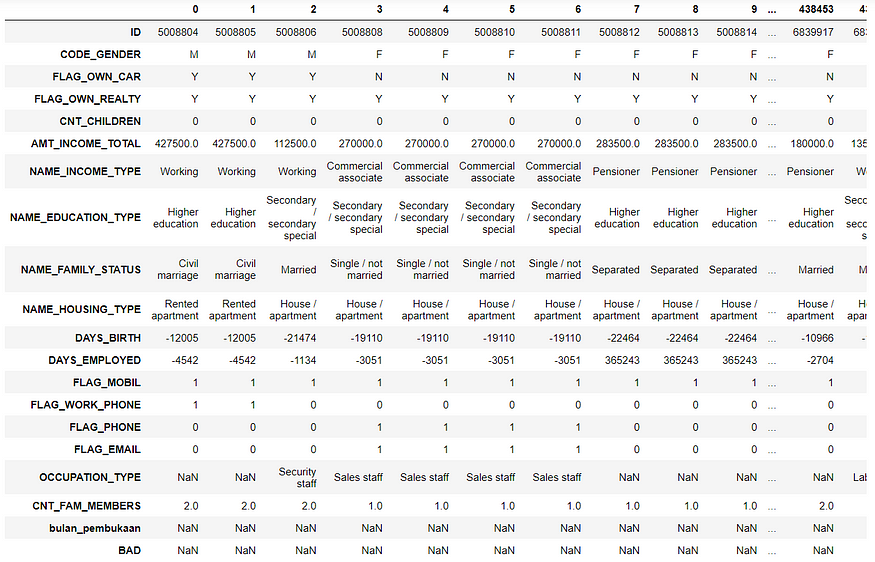 0 1 2 3 4 5 6 7 8 9 ... 438453 43
ID 5008804 5008805 5008806 5008808 5008809 5008810 5008811 5008812 5008813 5008814 ... 6839917 683
CODE_GENDER M M M F F F F F F F ... F
FLAG_OWN_CAR Y Y Y N N N N N N N ... N
FLAG_OWN_REALTY Y Y Y Y Y Y Y Y Y Y ... Y
CNT_CHILDREN 0 0 0 0 0 0 0 0 0 0 ... 0
AMT_INCOME_TOTAL 427500.0 427500.0 112500.0 270000.0 270000.0 270000.0 270000.0 283500.0 283500.0 283500.0 ... 180000.0 135
NAME_INCOME_TYPE Working Working Working Commercial associate Commercial associate Commercial associate Commercial associate Pensioner Pensioner Pensioner ... Pensioner W
NAME_EDUCATION_TYPE Higher education Higher education Secondary / secondary special Secondary / secondary special Secondary / secondary special Secondary / secondary special Secondary / secondary special Higher education Higher education Higher education ... Higher education
NAME_FAMILY_STATUS Civil marriage Civil marriage Married Single / not married Single / not married Single / not married Single / not married Separated Separated Separated ... Married M
NAME_HOUSING_TYPE Rented apartment Rented apartment House / apartment House / apartment House / apartment House / apartment House / apartment House / apartment House / apartment House / apartment ... House / apartment
DAYS_BIRTH -12005 -12005 -21474 -19110 -19110 -19110 -19110 -22464 -22464 -22464 ... -10966 -
DAYS_EMPLOYED -4542 -4542 -1134 -3051 -3051 -3051 -3051 365243 365243 365243 ... -2704
FLAG_MOBIL 1 1 1 1 1 1 1 1 1 1 ... 1
FLAG_WORK_PHONE 1 1 0 0 0 0 0 0 0 0 ... 0
FLAG_PHONE 0 0 0 1 1 1 1 0 0 0 ... 0
FLAG_EMAIL 0 0 0 1 1 1 1 0 0 0 ... 0
OCCUPATION_TYPE NaN NaN Security staff Sales staff Sales staff Sales staff Sales staff NaN NaN NaN ... NaN
CNT_FAM_MEMBERS 2.0 2.0 2.0 1.0 1.0 1.0 1.0 1.0 1.0 1.0 ... 2.0
bulan_pembukaan NaN NaN NaN NaN NaN NaN NaN NaN NaN NaN ... NaN
BAD NaN NaN NaN NaN NaN NaN NaN NaN NaN NaN ... NaN